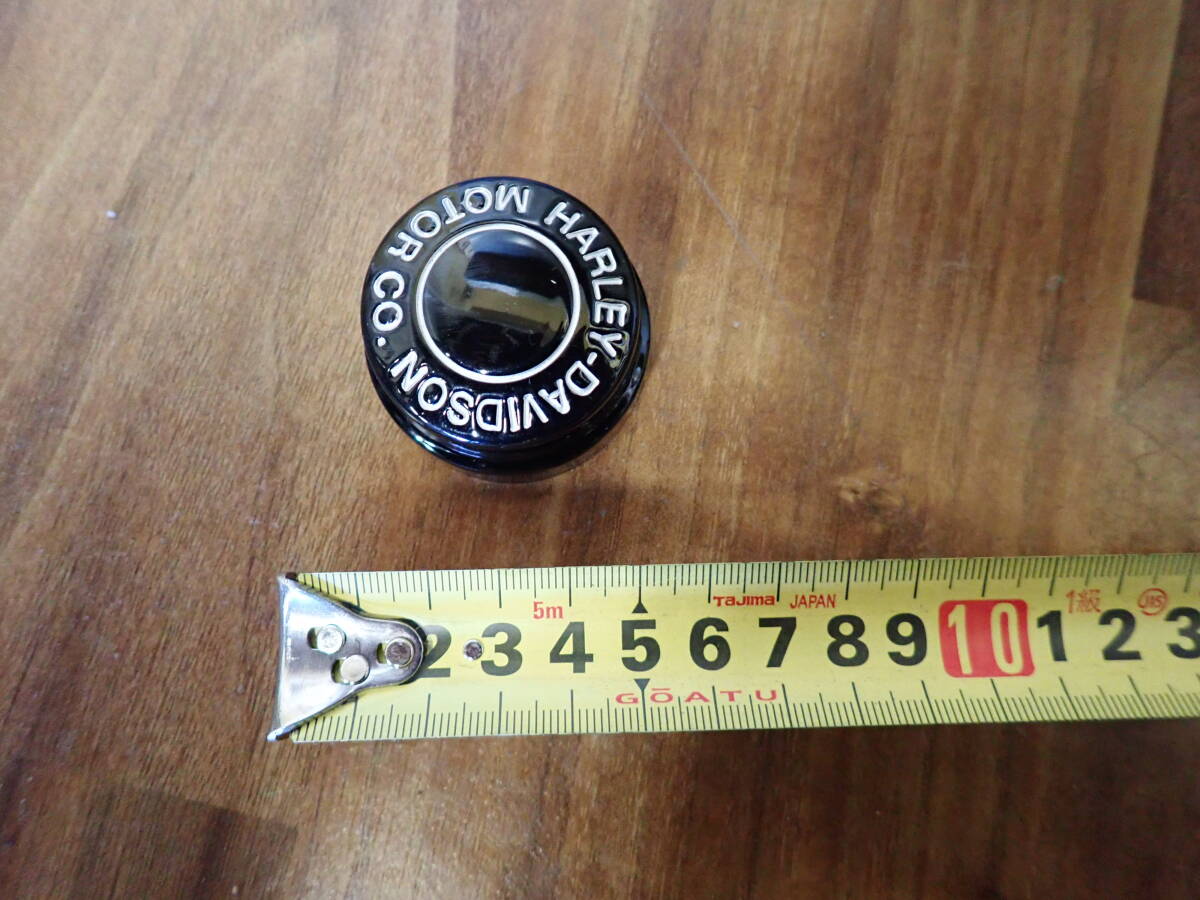 HARLEY-DAVIDSON · MOTOR CO.
5m TaJima JAPAN 1級 JIS
2 3 4 5 6 7 8 9 10 1 2 3
GŌATU